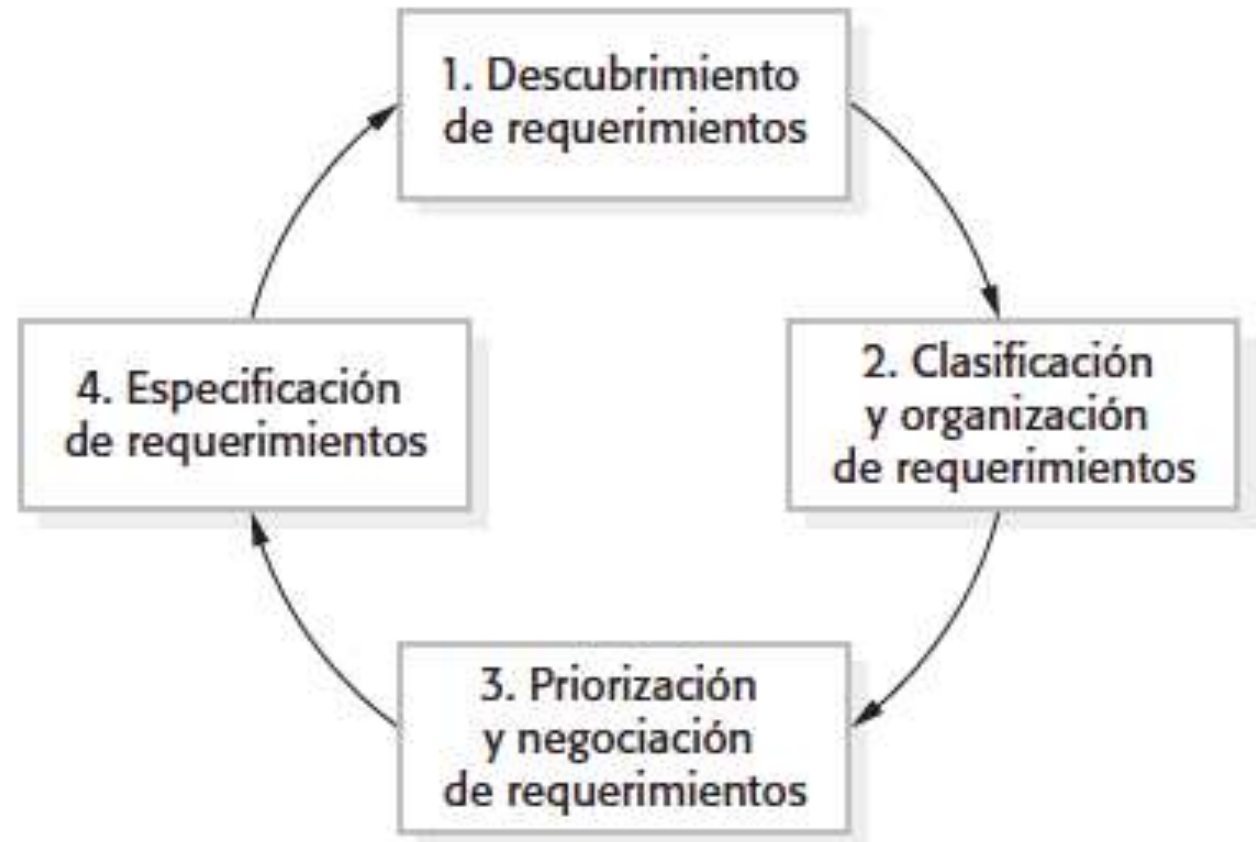 1. Descubrimiento
de requerimientos
2. Clasificación
y organización
de requerimientos
3. Priorización
y negociación
de requerimientos
4. Especificación
de requerimientos